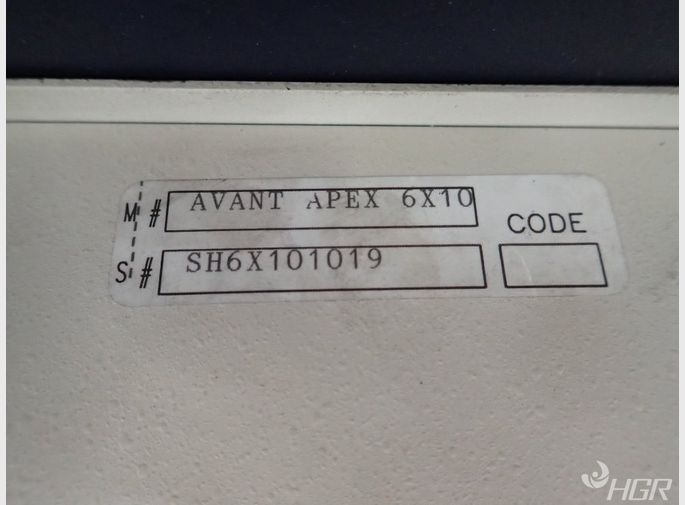 M# AVANT APEX 6X10
CODE
S# SH6X101019
HGR